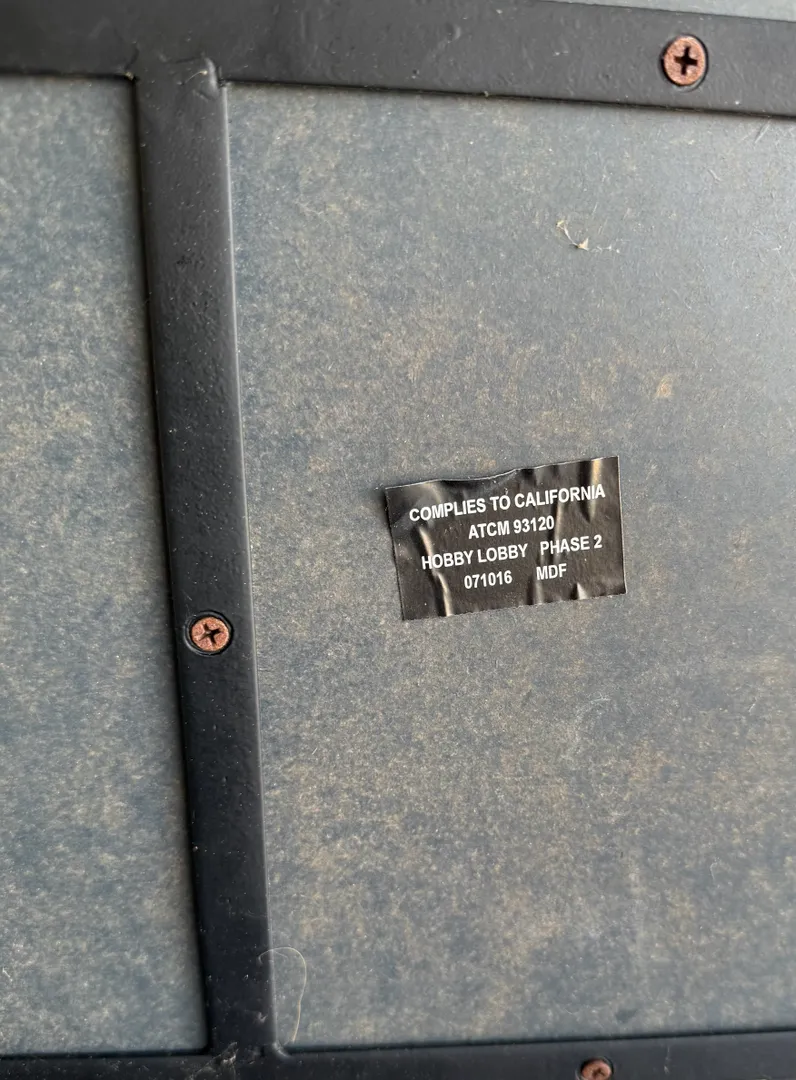 COMPLIES TO CALIFORNIA
ATCM 93120
HOBBY LOBBY PHASE 2
071016 MDF